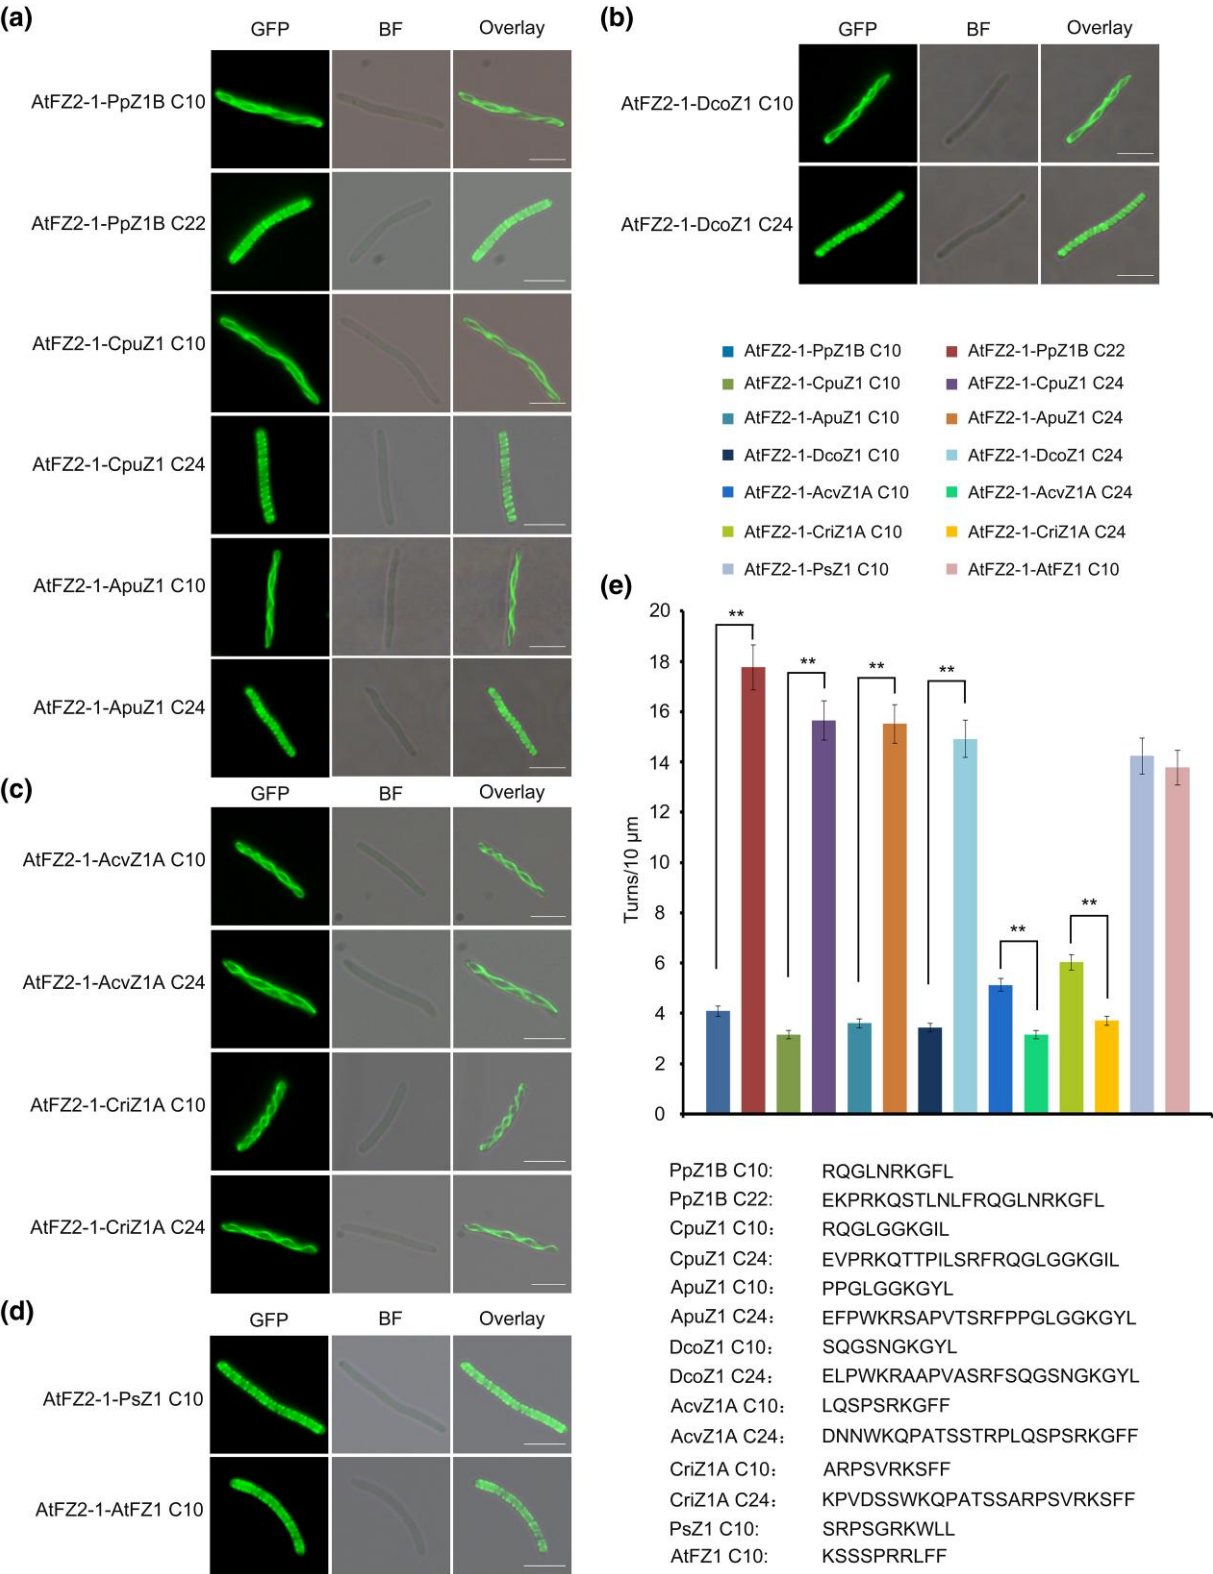 (a)
GFP BF Overlay
AtFZ2-1-PpZ1B C10
AtFZ2-1-PpZ1B C22
AtFZ2-1-CpuZ1 C10
AtFZ2-1-CpuZ1 C24
AtFZ2-1-ApuZ1 C10
AtFZ2-1-ApuZ1 C24
(b)
GFP BF Overlay
AtFZ2-1-DcoZ1 C10
AtFZ2-1-DcoZ1 C24
(c)
GFP BF Overlay
AtFZ2-1-AcvZ1A C10
AtFZ2-1-AcvZ1A C24
AtFZ2-1-CriZ1A C10
AtFZ2-1-CriZ1A C24
(d)
GFP BF Overlay
AtFZ2-1-PsZ1 C10
AtFZ2-1-AtFZ1 C10
AtFZ2-1-PpZ1B C10 AtFZ2-1-PpZ1B C22
AtFZ2-1-CpuZ1 C10 AtFZ2-1-CpuZ1 C24
AtFZ2-1-ApuZ1 C10 AtFZ2-1-ApuZ1 C24
AtFZ2-1-DcoZ1 C10 AtFZ2-1-DcoZ1 C24
AtFZ2-1-AcvZ1A C10 AtFZ2-1-AcvZ1A C24
AtFZ2-1-CriZ1A C10 AtFZ2-1-CriZ1A C24
AtFZ2-1-PsZ1 C10 AtFZ2-1-AtFZ1 C10
(e)
Turns/10 µm
20
18
16
14
12
10
8
6
4
2
0
** ** ** ** ** **
PpZ1B C10: RQGLNRKGFL
PpZ1B C22: EKPRKQSTLNLFRQGLNRKGFL
CpuZ1 C10: RQGLGGKGIL
CpuZ1 C24: EVPRKQTTPILSRFRQGLGGKGIL
ApuZ1 C10: PPGLGGKGYL
ApuZ1 C24: EFPWKRSAPVTSRFPPGLGGKGYL
DcoZ1 C10: SQGSNGKGYL
DcoZ1 C24: ELPWKRAAPVASRFSQGSNGKGYL
AcvZ1A C10: LQSPSRKGFF
AcvZ1A C24: DNNWKQPATSSTRPLQSPSRKGFF
CriZ1A C10: ARPSVRKSFF
CriZ1A C24: KPVDSSWKQPATSSARPSVRKSFF
PsZ1 C10: SRPSGRKWLL
AtFZ1 C10: KSSSPRRLFF